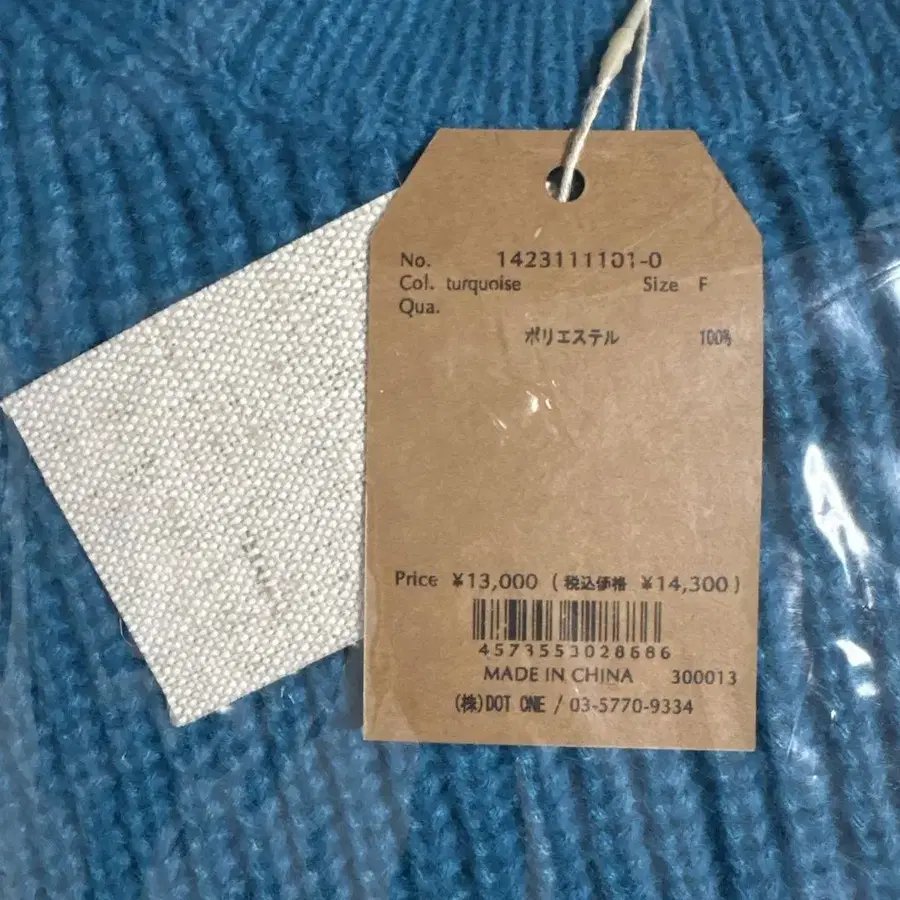 No. 1423111101-0
Col. turquoise Size F
Qua.
ポリエステル 100%
Price ¥13,000 ( 税込価格 ¥14,300 )
4573553028686
MADE IN CHINA 300013
(株)DOT ONE / 03-5770-9334